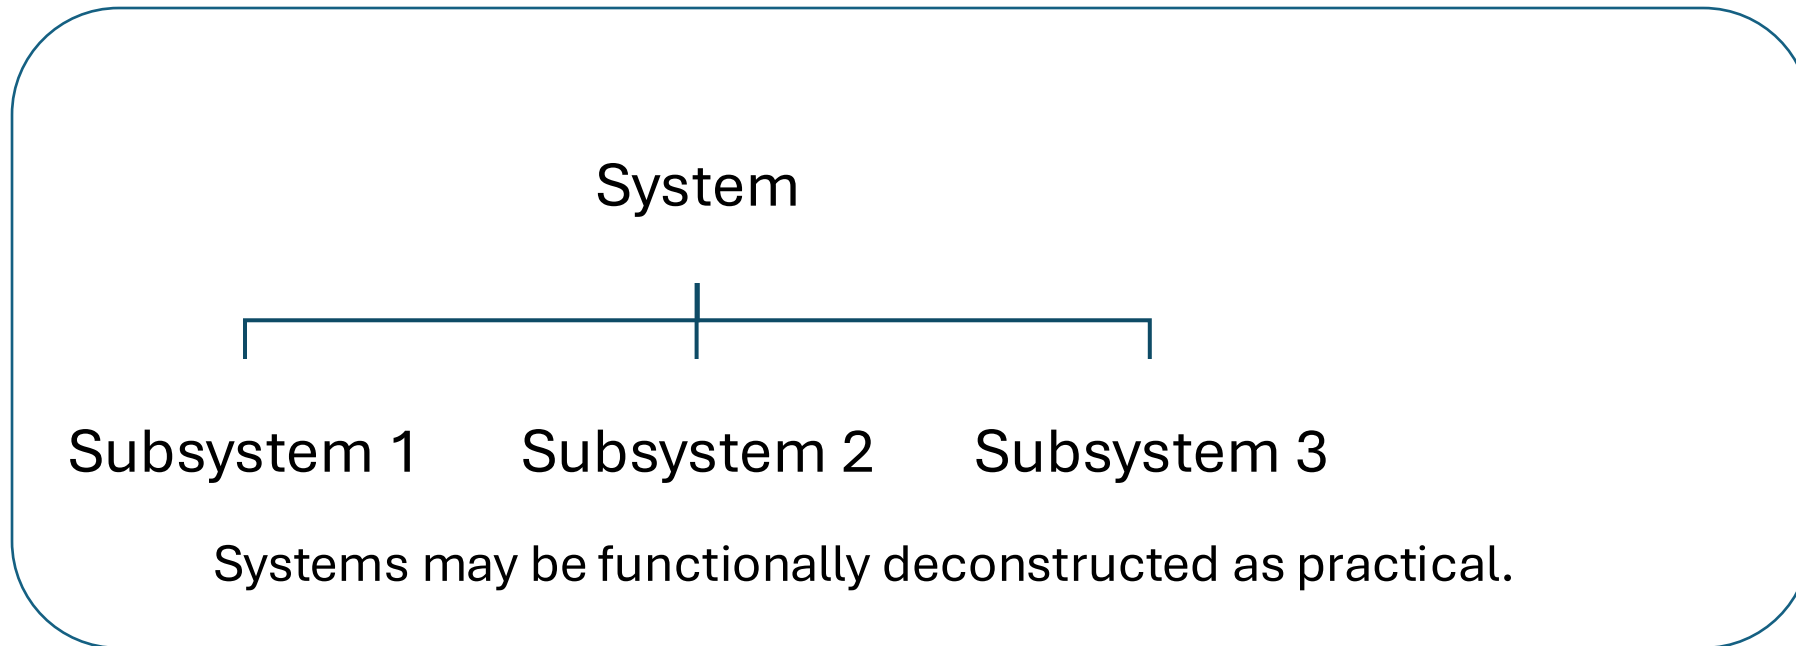 System
Subsystem 1 Subsystem 2 Subsystem 3
Systems may be functionally deconstructed as practical.